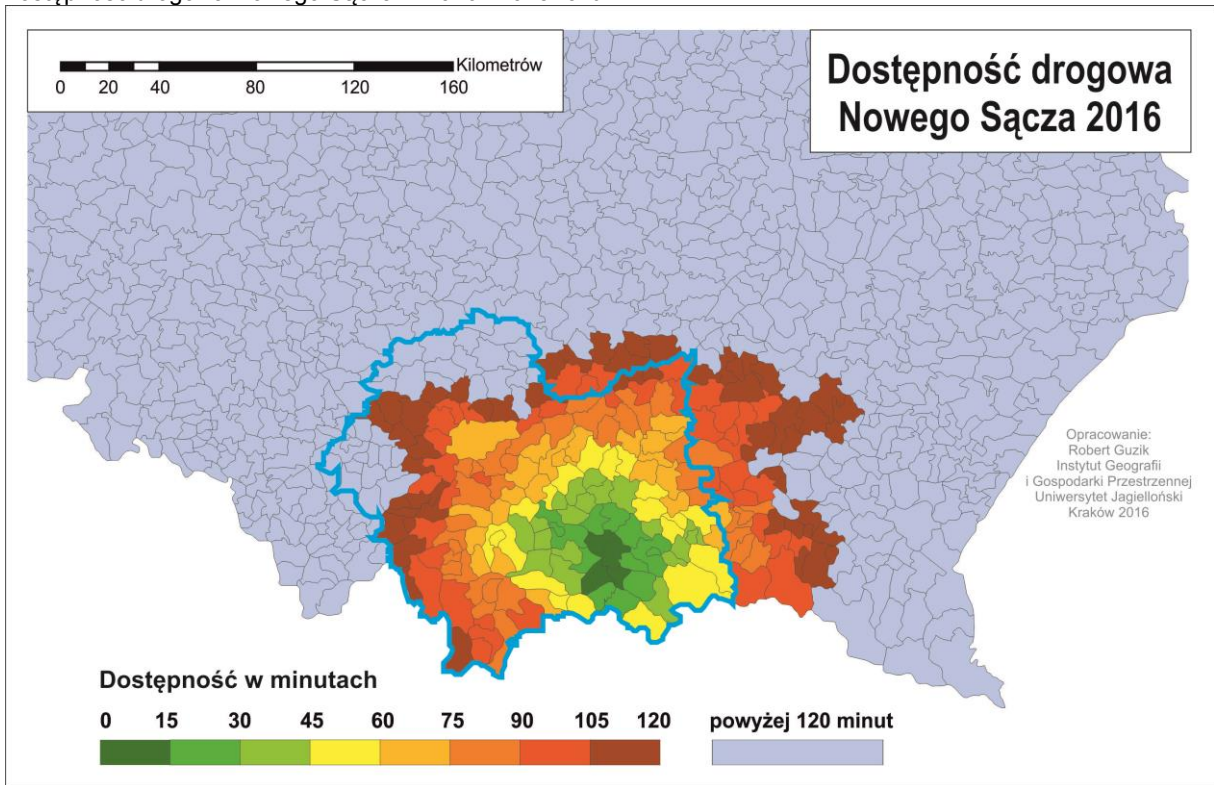 Kilometrów
0 20 40 80 120 160
Dostępność drogowa
Nowego Sącza 2016
Opracowanie:
Robert Guzik
Instytut Geografii
i Gospodarki Przestrzennej
Uniwersytet Jagielloński
Kraków 2016
Dostępność w minutach
0 15 30 45 60 75 90 105 120 powyżej 120 minut